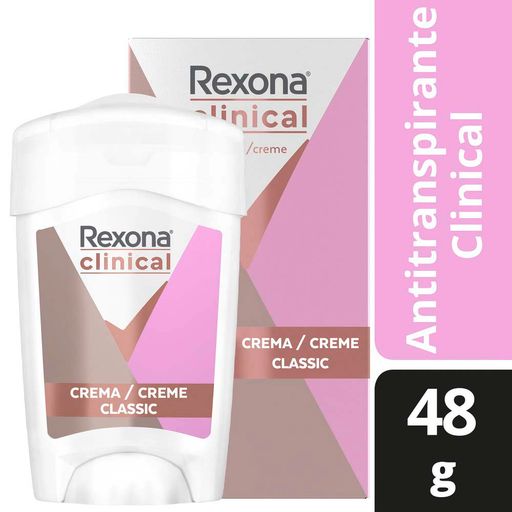 Rexona®
clinical
/creme
CREMA / CREME
CLASSIC
Rexona®
clinical
CREMA / CREME
CLASSIC
Antitranspirante
Clinical
48
g